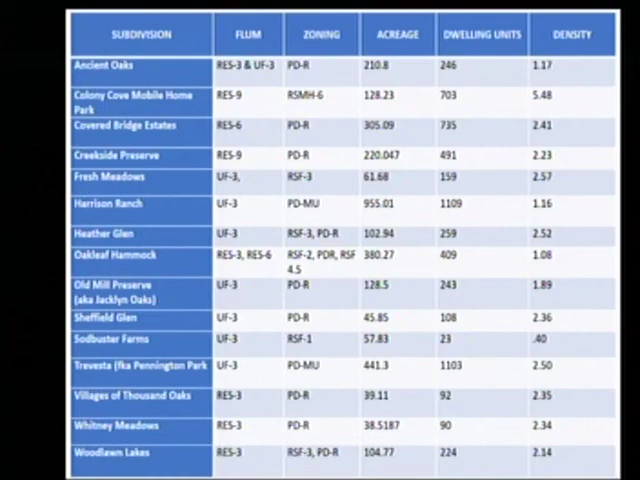 SUBDIVISION FLUM ZONING ACREAGE DWELLING UNITS DENSITY
Ancient Oaks RES-3 & UF-3 PD-R 210.8 246 1.17
Colony Cove Mobile Home RES-9 RSMH-6 128.23 703 5.48
Park
Covered Bridge Estates RES-6 PD-R 305.09 735 2.41
Creekside Preserve RES-9 PD-R 220.047 491 2.23
Fresh Meadows UF-3, RSF-3 61.68 159 2.57
Harrison Ranch UF-3 PD-MU 955.01 1109 1.16
Heather Glen UF-3 RSF-3, PD-R 102.94 259 2.52
Oakleaf Hammock RES-3, RES-6 RSF-2, PDR, RSF 380.27 409 1.08
4.5
Old Mill Preserve UF-3 PD-R 128.5 243 1.89
(aka Jacklyn Oaks)
Sheffield Glen UF-3 PD-R 45.85 108 2.36
Sodbuster Farms UF-3 RSF-1 57.83 23 .40
Trevesta (fka Pennington Park UF-3 PD-MU 441.3 1103 2.50
Villages of Thousand Oaks RES-3 PD-R 39.11 92 2.35
Whitney Meadows RES-3 PD-R 38.5187 90 2.34
Woodlawn Lakes RES-3 RSF-3, PD-R 104.77 224 2.14